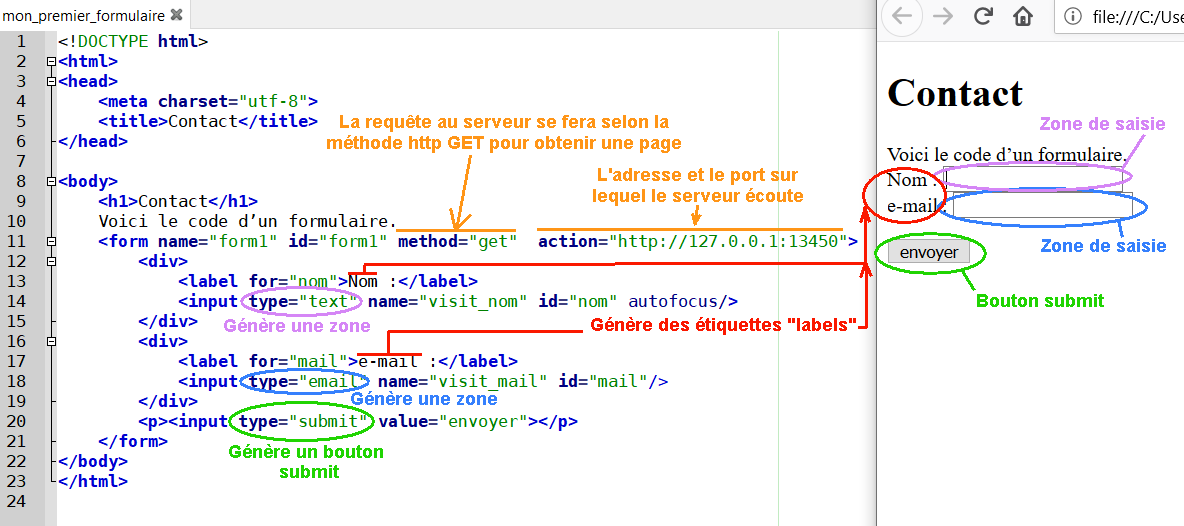 mon_premier_formulaire
1 <!DOCTYPE html>
2 <html>
3 <head>
4 <meta charset="utf-8">
5 <title>Contact</title>
6 </head>
7
8 <body>
9 <h1>Contact</h1>
10 Voici le code d’un formulaire.
11 <form name="form1" id="form1" method="get" action="http://127.0.0.1:13450">
12 <div>
13 <label for="nom">Nom :</label>
14 <input type="text" name="visit_nom" id="nom" autofocus/>
15 </div>
16 <div>
17 <label for="mail">e-mail :</label>
18 <input type="email" name="visit_mail" id="mail"/>
19 </div>
20 <p><input type="submit" value="envoyer"></p>
21 </form>
22 </body>
23 </html>
24
La requête au serveur se fera selon la
méthode http GET pour obtenir une page
L'adresse et le port sur
lequel le serveur écoute
Génère une zone
Génère des étiquettes "labels"
Génère une zone
Génère un bouton
submit
file:///C:/Use
Contact
Zone de saisie
Voici le code d’un formulaire.
Nom :
e-mail :
Zone de saisie
envoyer
Bouton submit